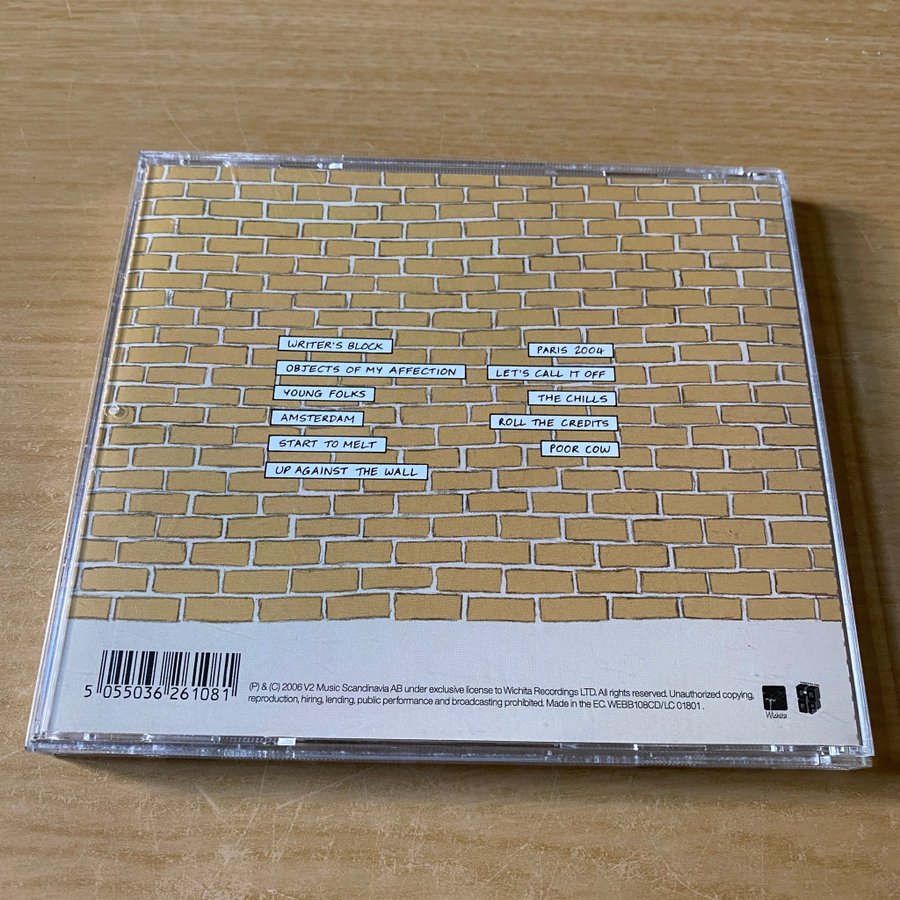 WRITER'S BLOCK
OBJECTS OF MY AFFECTION
YOUNG FOLKS
AMSTERDAM
START TO MELT
UP AGAINST THE WALL
PARIS 2004
LET'S CALL IT OFF
THE CHILLS
ROLL THE CREDITS
POOR COW
5 055036 261081
(P) & (C) 2006 V2 Music Scandinavia AB under exclusive license to Wichita Recordings LTD. All rights reserved. Unauthorized copying,
reproduction, hiring, lending, public performance and broadcasting prohibited. Made in the EC. WEBB108CD/LC 01801.
Wichita